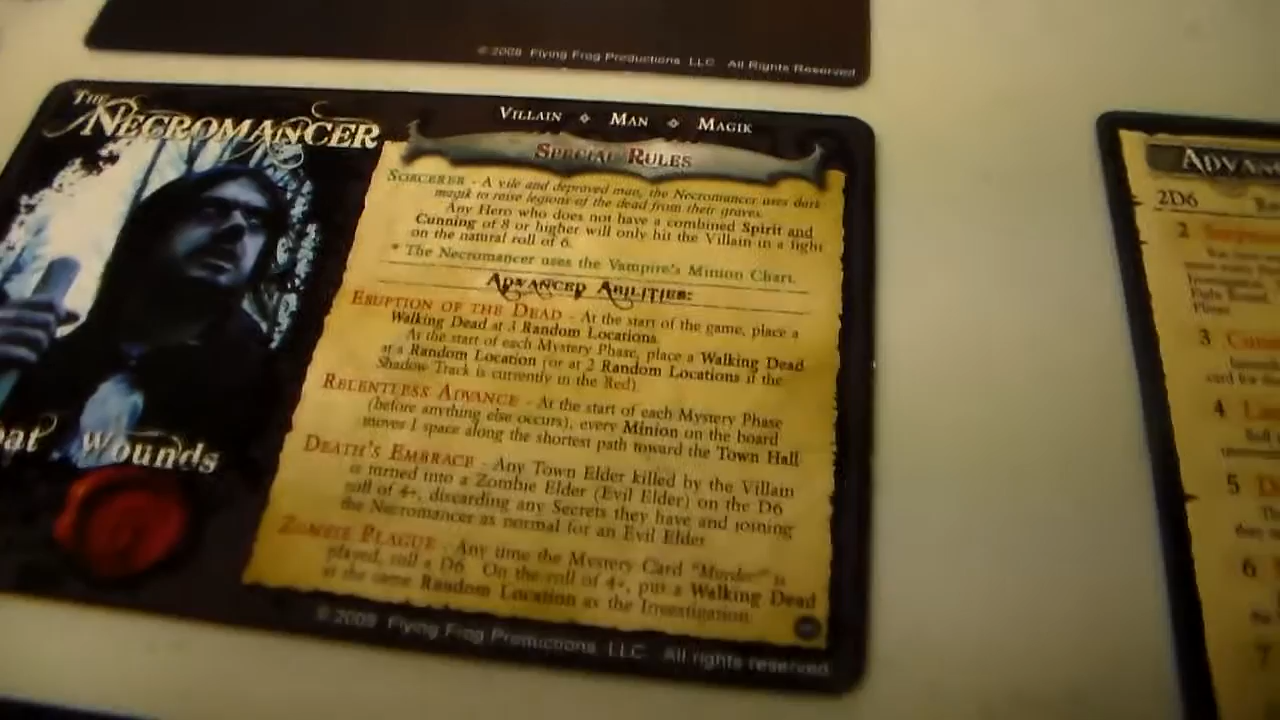 © 2008 Flying Frog Productions, LLC All Rights Reserved
THE
NECROMANCER
VILLAIN ◇ MAN ◇ MAGIK
SPECIAL RULES
SORCERER - A vile and depraved man, the Necromancer uses dark
magik to raise legions of the dead from their graves.
Any Hero who does not have a combined Spirit and
Cunning of 8 or higher will only hit the Villain in a fight
on the natural roll of 6.
* The Necromancer uses the Vampire's Minion Chart.
ADVANCED ABILITIES:
ERUPTION OF THE DEAD - At the start of the game, place a
Walking Dead at 3 Random Locations.
At the start of each Mystery Phase, place a Walking Dead
at a Random Location (or at 2 Random Locations if the
Shadow Track is currently in the Red)
RELENTLESS ADVANCE - At the start of each Mystery Phase
(before anything else occurs), every Minion on the board
moves 1 space along the shortest path toward the Town Hall
DEATH'S EMBRACE - Any Town Elder killed by the Villain
is turned into a Zombie Elder (Evil Elder) on the D6
roll of 4+, discarding any Secrets they have and joining
the Necromancer as normal for an Evil Elder
ZOMBIE PLAGUE - Any time the Mystery Card "Murder!" is
played, roll a D6. On the roll of 4+, put a Walking Dead
at the same Random Location as the Investigation.
Wounds
© 2009 Flying Frog Productions, LLC. All rights reserved
2D6
2
3
card for
4
5
they
6
7